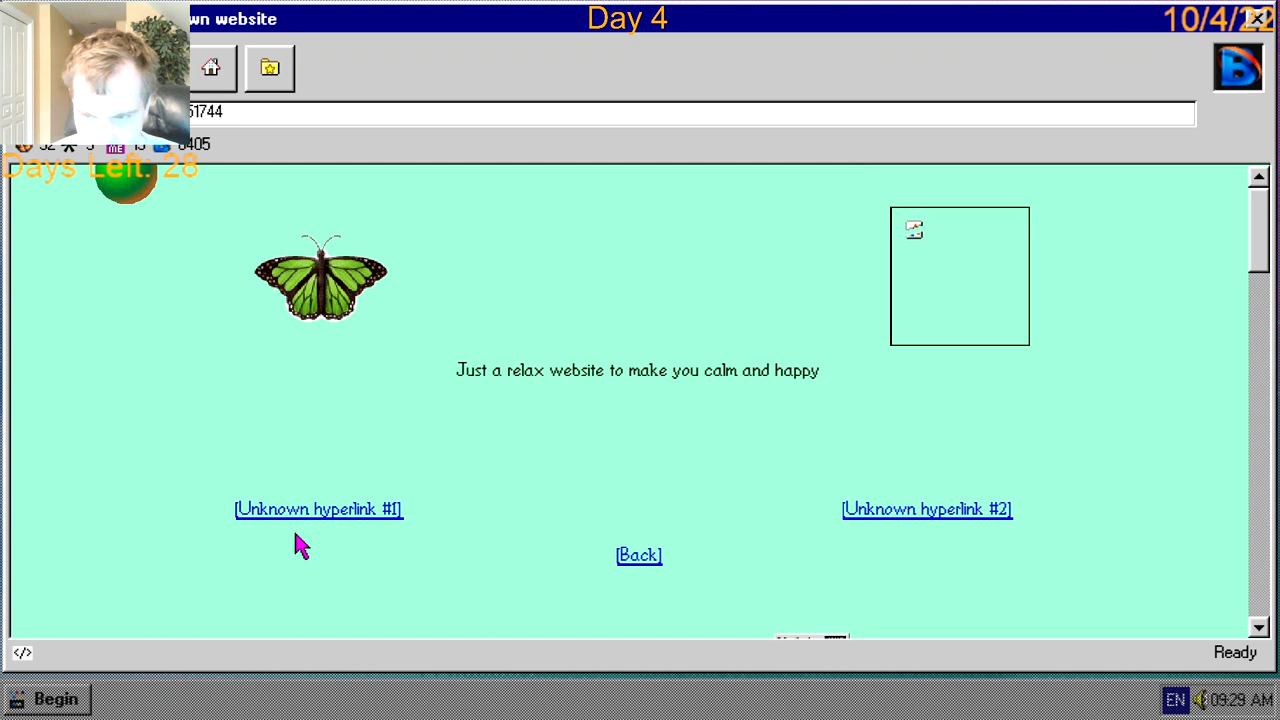 wn website
Day 4
10/4/22
51744
Days Left: 28
Just a relax website to make you calm and happy
[Unknown hyperlink #1]
[Unknown hyperlink #2]
[Back]
</>
Ready
Begin
EN
09:29 AM